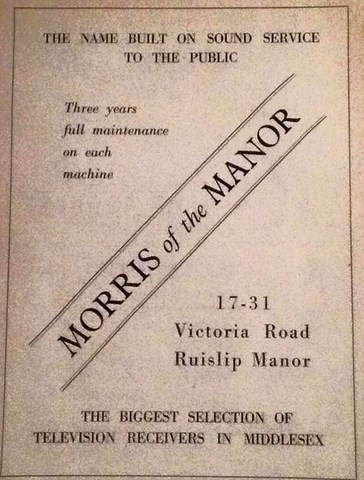 THE NAME BUILT ON SOUND SERVICE
TO THE PUBLIC
Three years
full maintenance
on each
machine
MORRIS of the MANOR
17-31
Victoria Road
Ruislip Manor
THE BIGGEST SELECTION OF
TELEVISION RECEIVERS IN MIDDLESEX